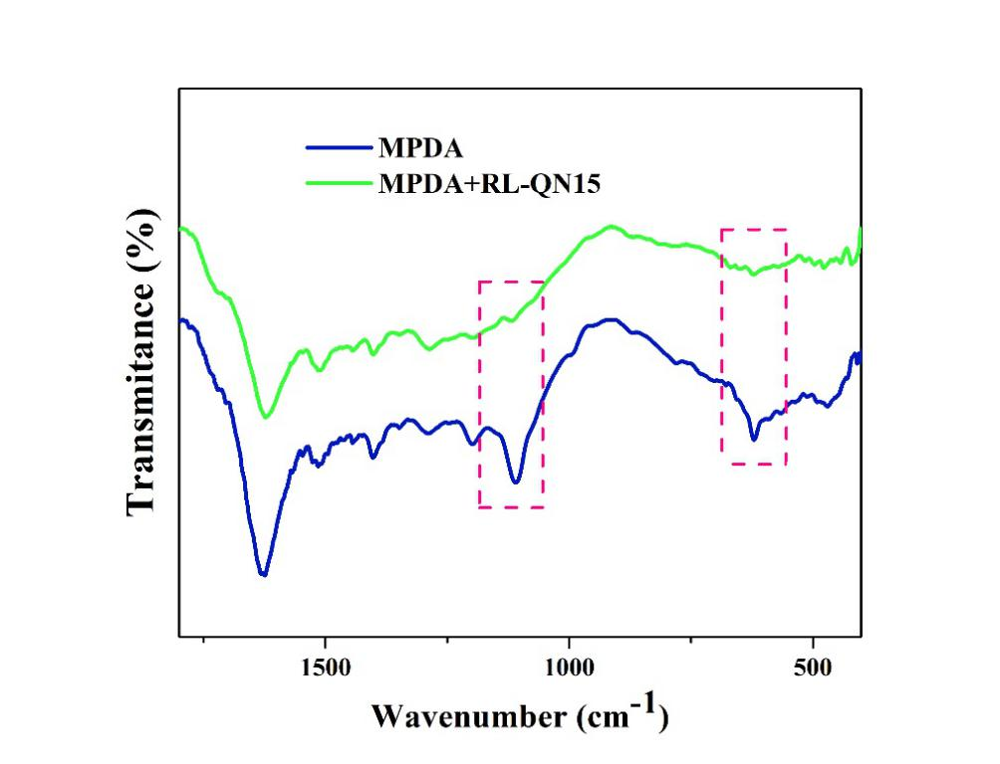 MPDA
MPDA+RL-QN15
Transmitance (%)
1500 1000 500
Wavenumber (cm-1)